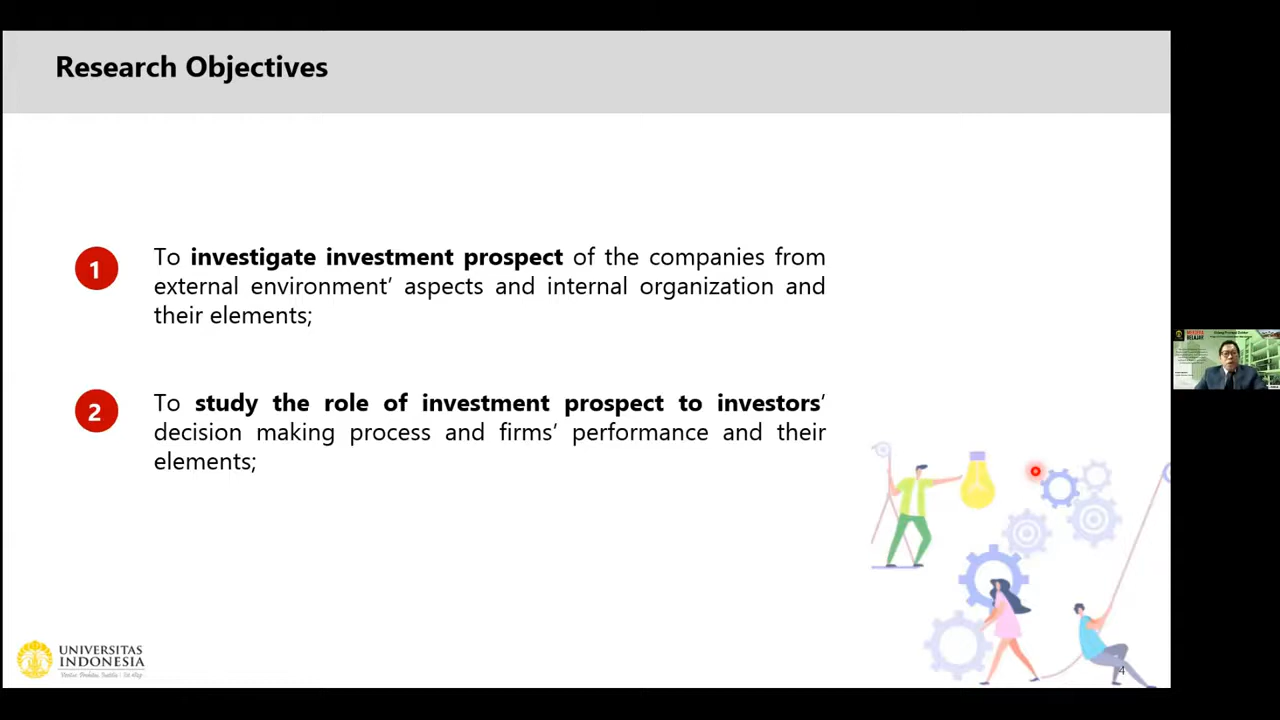 Research Objectives
1
To investigate investment prospect of the companies from
external environment’ aspects and internal organization and
their elements;
2
To study the role of investment prospect to investors’
decision making process and firms’ performance and their
elements;
UNIVERSITAS
INDONESIA
4